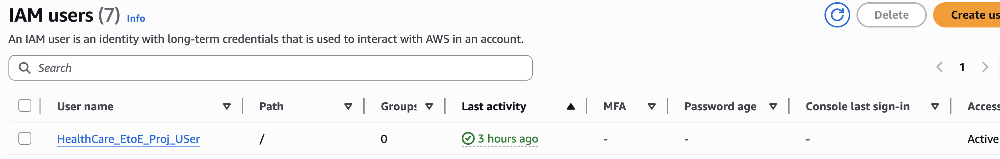 IAM users (7) Info
Delete
Create us
An IAM user is an identity with long-term credentials that is used to interact with AWS in an account.
Search
1
User name Path Groups Last activity MFA Password age Console last sign-in Access
HealthCare_EtoE_Proj_USer / 0 3 hours ago - - - Active